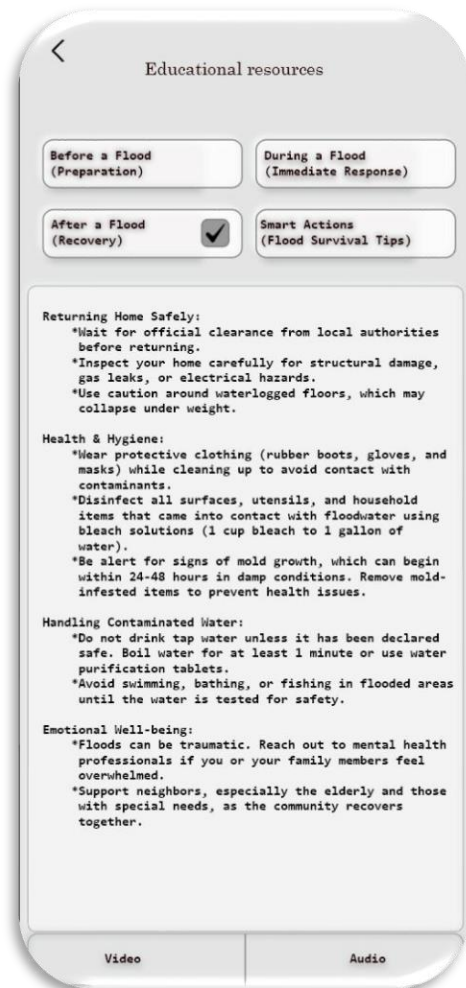 Educational resources
Before a Flood
(Preparation)
During a Flood
(Immediate Response)
After a Flood
(Recovery)
Smart Actions
(Flood Survival Tips)
Returning Home Safely:
*Wait for official clearance from local authorities
before returning.
*Inspect your home carefully for structural damage,
gas leaks, or electrical hazards.
*Use caution around waterlogged floors, which may
collapse under weight.
Health & Hygiene:
*Wear protective clothing (rubber boots, gloves, and
masks) while cleaning up to avoid contact with
contaminants.
*Disinfect all surfaces, utensils, and household
items that came into contact with floodwater using
bleach solutions (1 cup bleach to 1 gallon of
water).
*Be alert for signs of mold growth, which can begin
within 24-48 hours in damp conditions. Remove mold-
infested items to prevent health issues.
Handling Contaminated Water:
*Do not drink tap water unless it has been declared
safe. Boil water for at least 1 minute or use water
purification tablets.
*Avoid swimming, bathing, or fishing in flooded areas
until the water is tested for safety.
Emotional Well-being:
*Floods can be traumatic. Reach out to mental health
professionals if you or your family members feel
overwhelmed.
*Support neighbors, especially the elderly and those
with special needs, as the community recovers
together.
Video
Audio